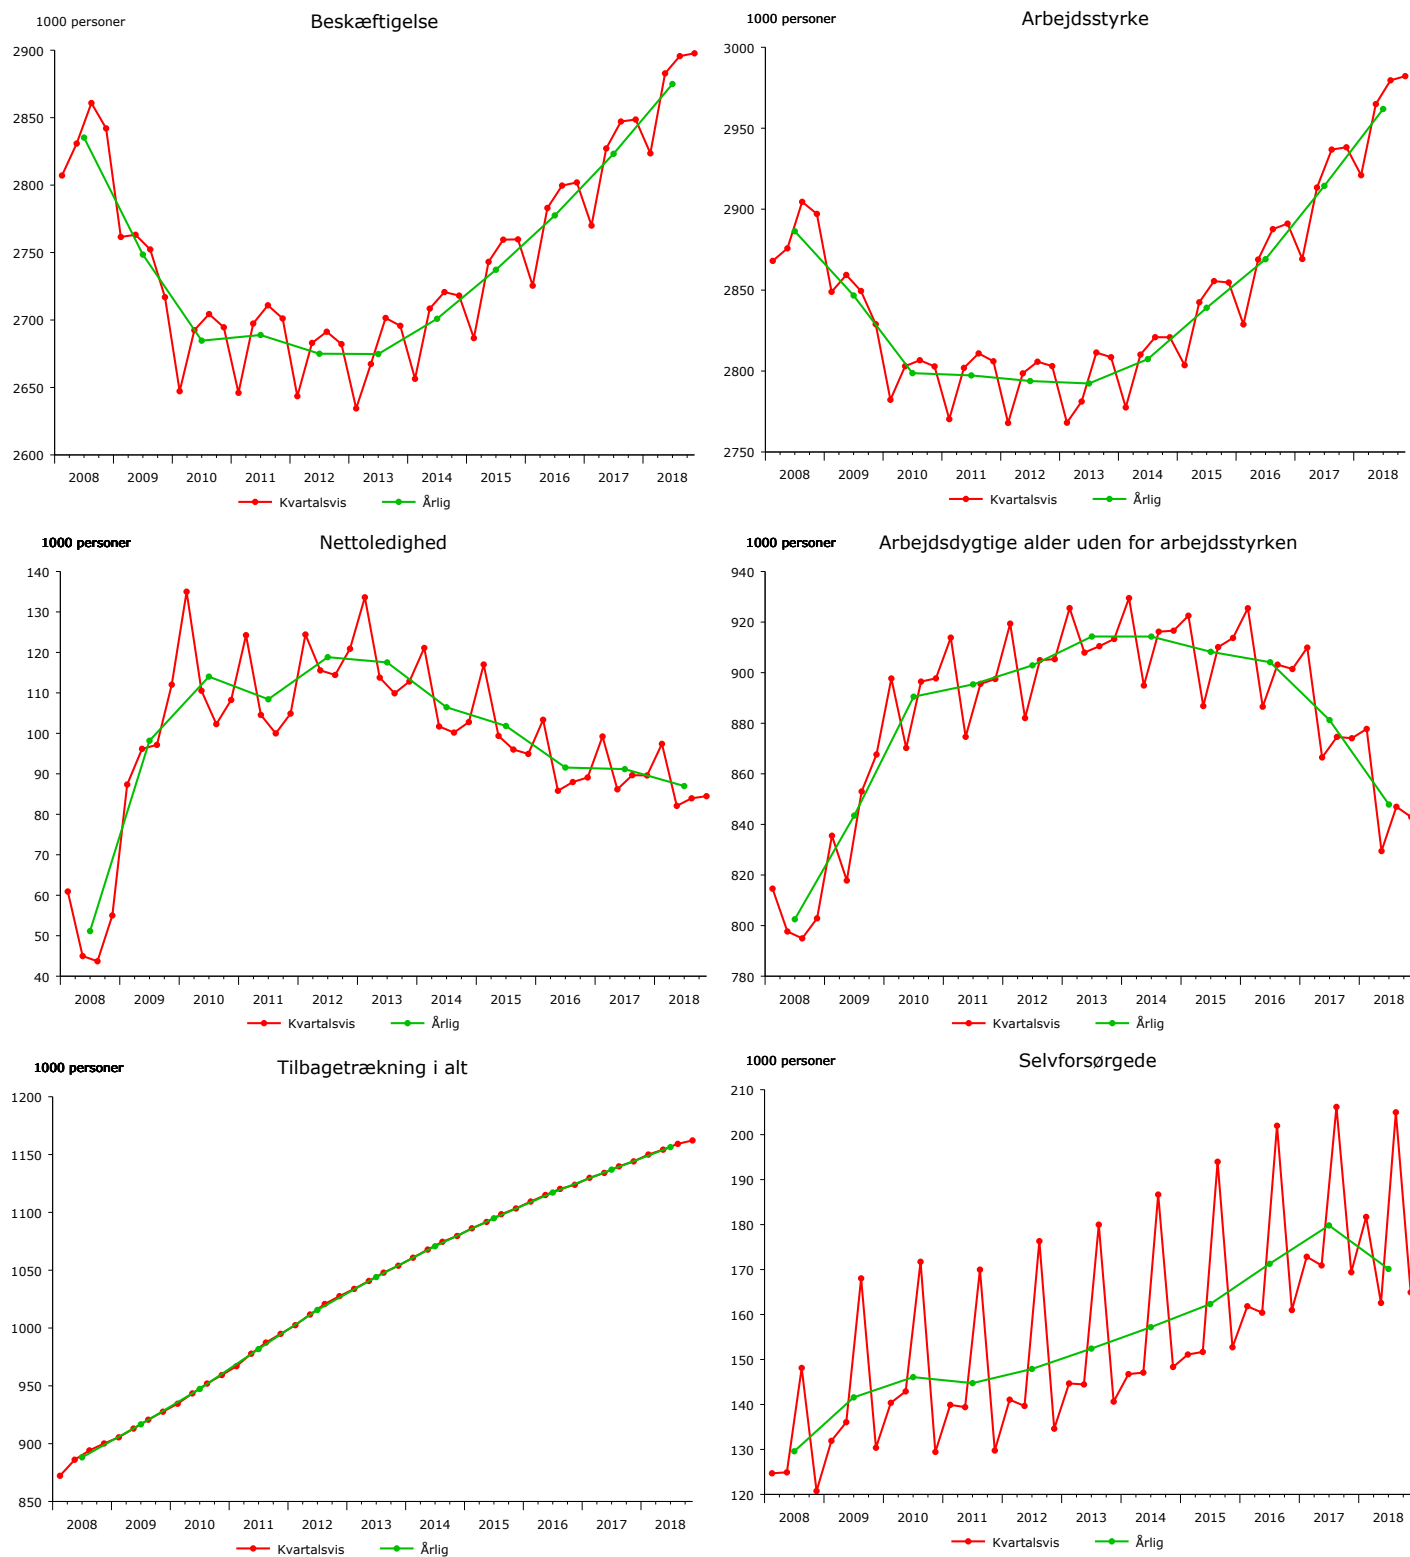 1000 personer
Beskæftigelse
2900
2850
2800
2750
2700
2650
2600
2008 2009 2010 2011 2012 2013 2014 2015 2016 2017 2018
Kvartalsvis Årlig
1000 personer
Arbejdsstyrke
3000
2950
2900
2850
2800
2750
2008 2009 2010 2011 2012 2013 2014 2015 2016 2017 2018
Kvartalsvis Årlig
1000 personer
Nettoledighed
140
130
120
110
100
90
80
70
60
50
40
2008 2009 2010 2011 2012 2013 2014 2015 2016 2017 2018
Kvartalsvis Årlig
1000 personer
Arbejdsdygtige alder uden for arbejdsstyrken
940
920
900
880
860
840
820
800
780
2008 2009 2010 2011 2012 2013 2014 2015 2016 2017 2018
Kvartalsvis Årlig
1000 personer
Tilbagetrækning i alt
1200
1150
1100
1050
1000
950
900
850
2008 2009 2010 2011 2012 2013 2014 2015 2016 2017 2018
Kvartalsvis Årlig
1000 personer
Selvforsørgede
210
200
190
180
170
160
150
140
130
120
2008 2009 2010 2011 2012 2013 2014 2015 2016 2017 2018
Kvartalsvis Årlig